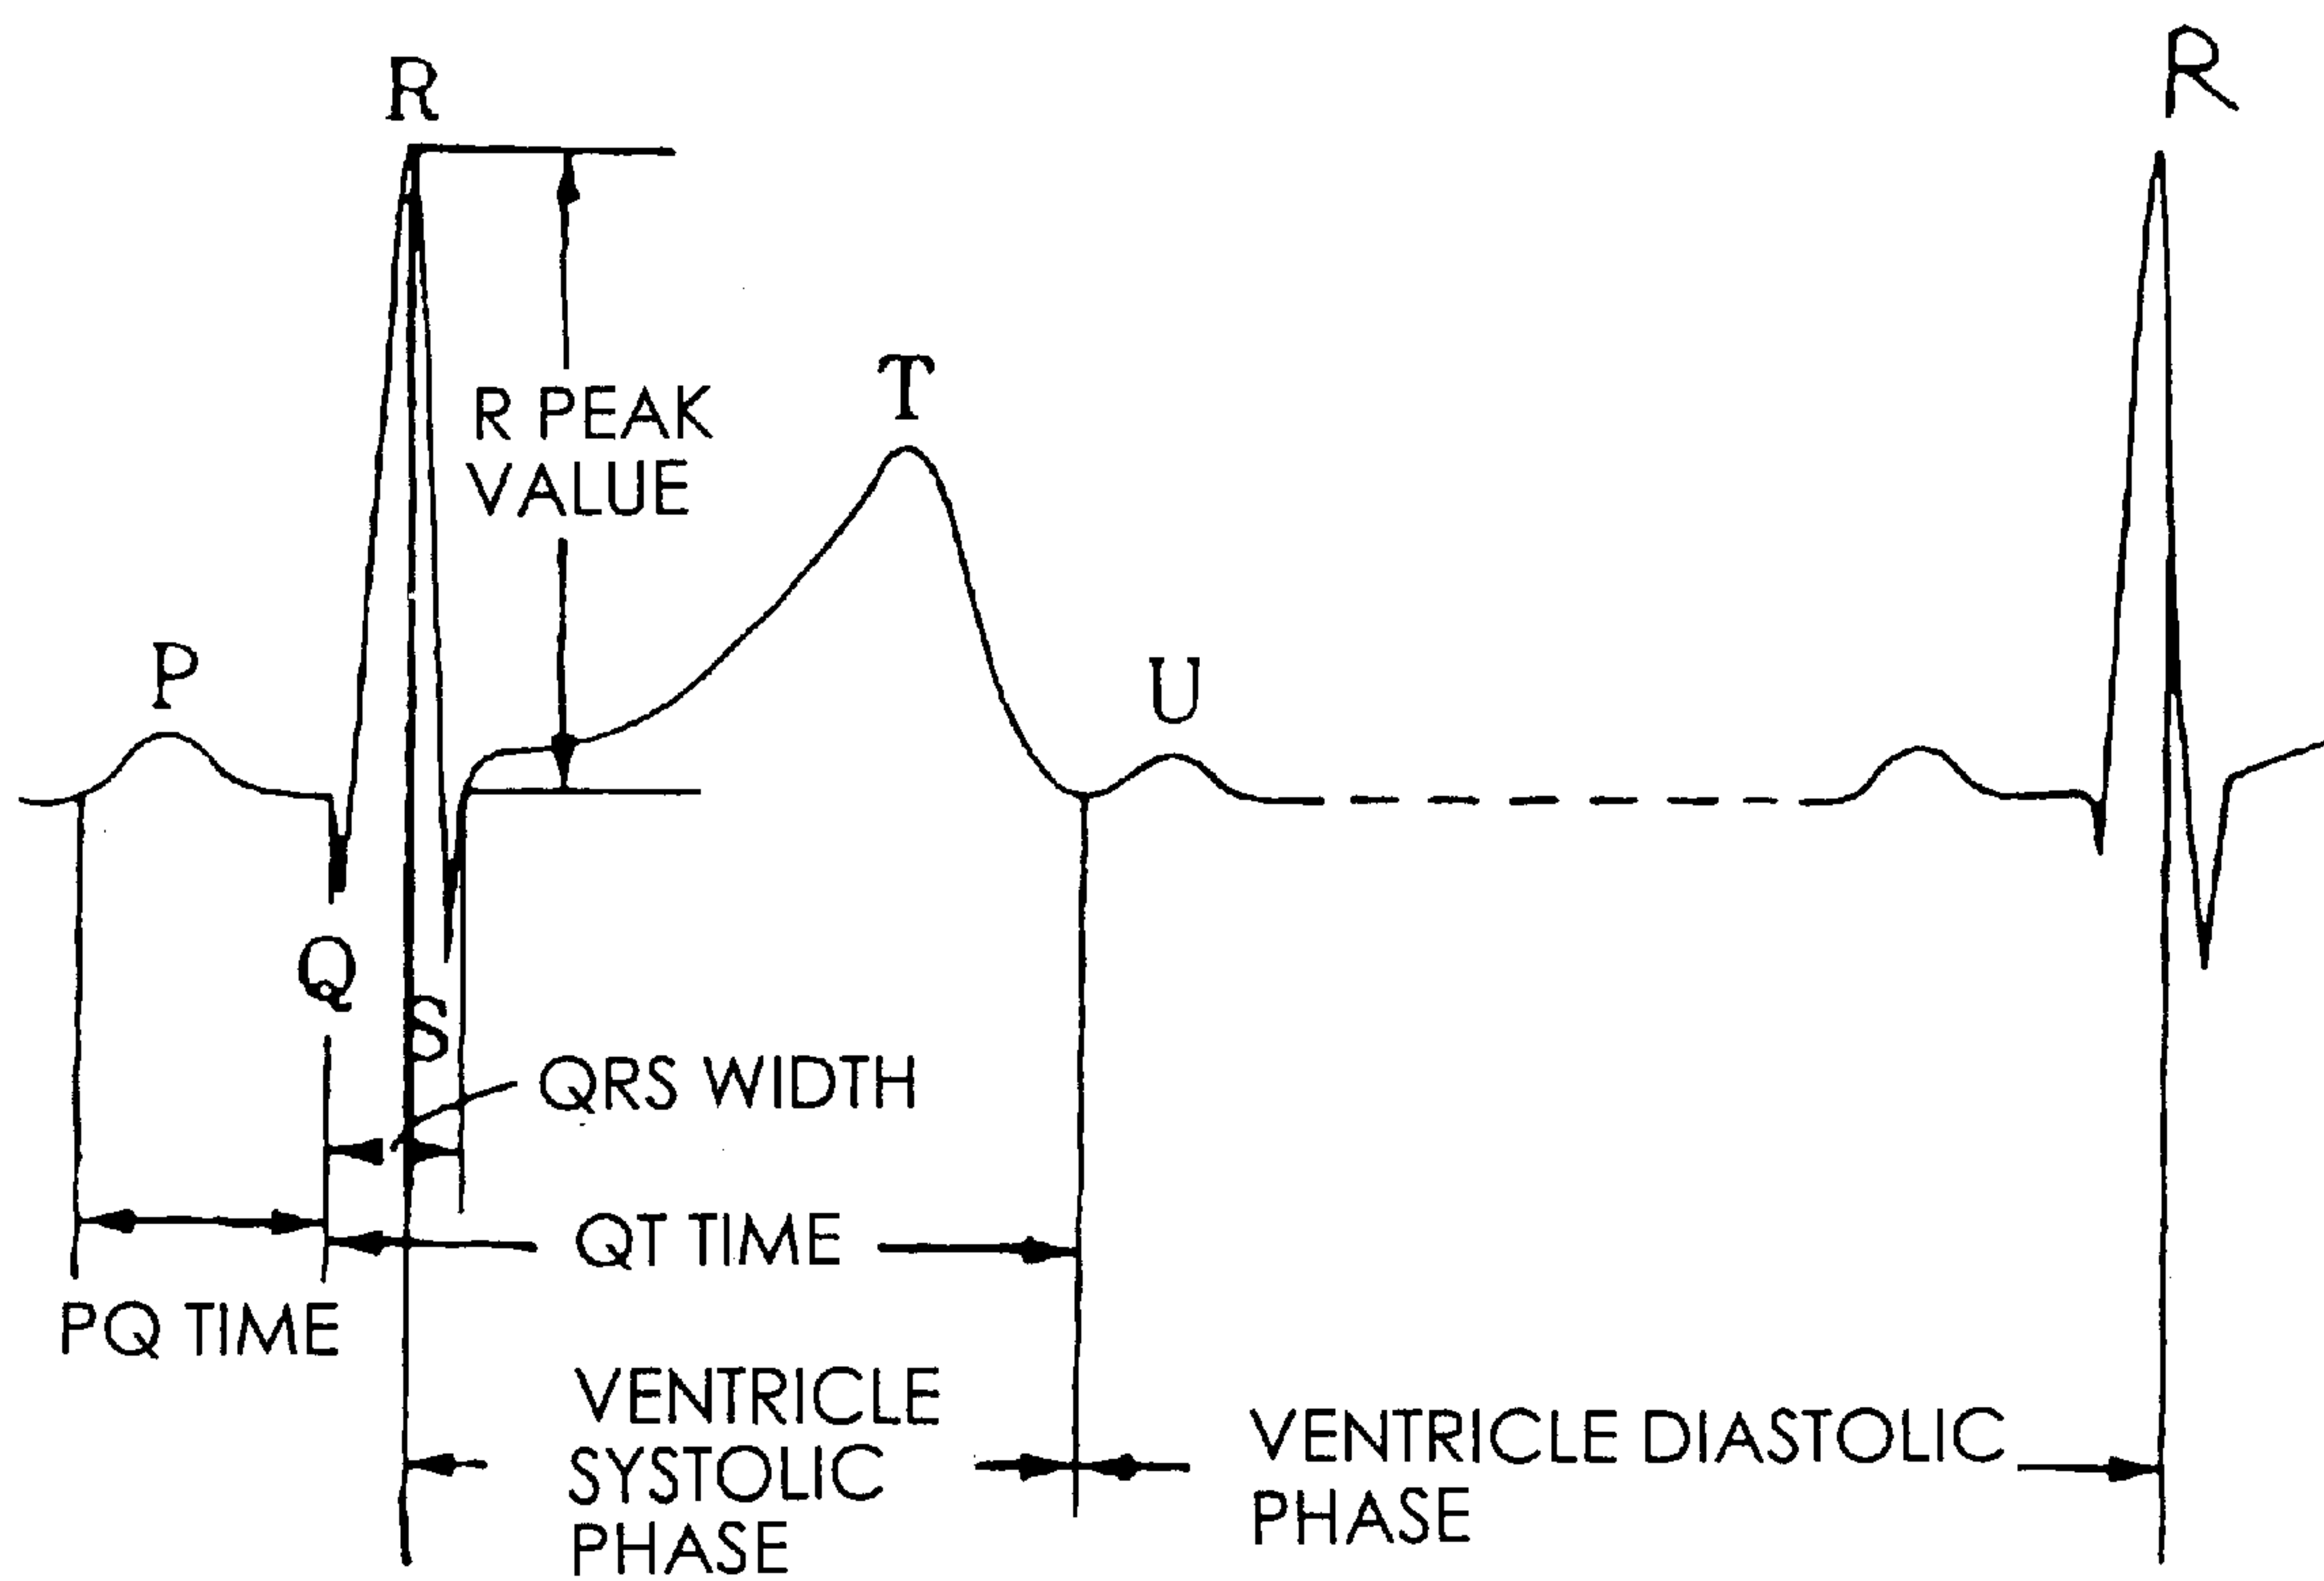 R
R
R PEAK
VALUE
T
P
U
Q
S
QRS WIDTH
QT TIME
PQ TIME
VENTRICLE
SYSTOLIC
PHASE
VENTRICLE DIASTOLIC
PHASE